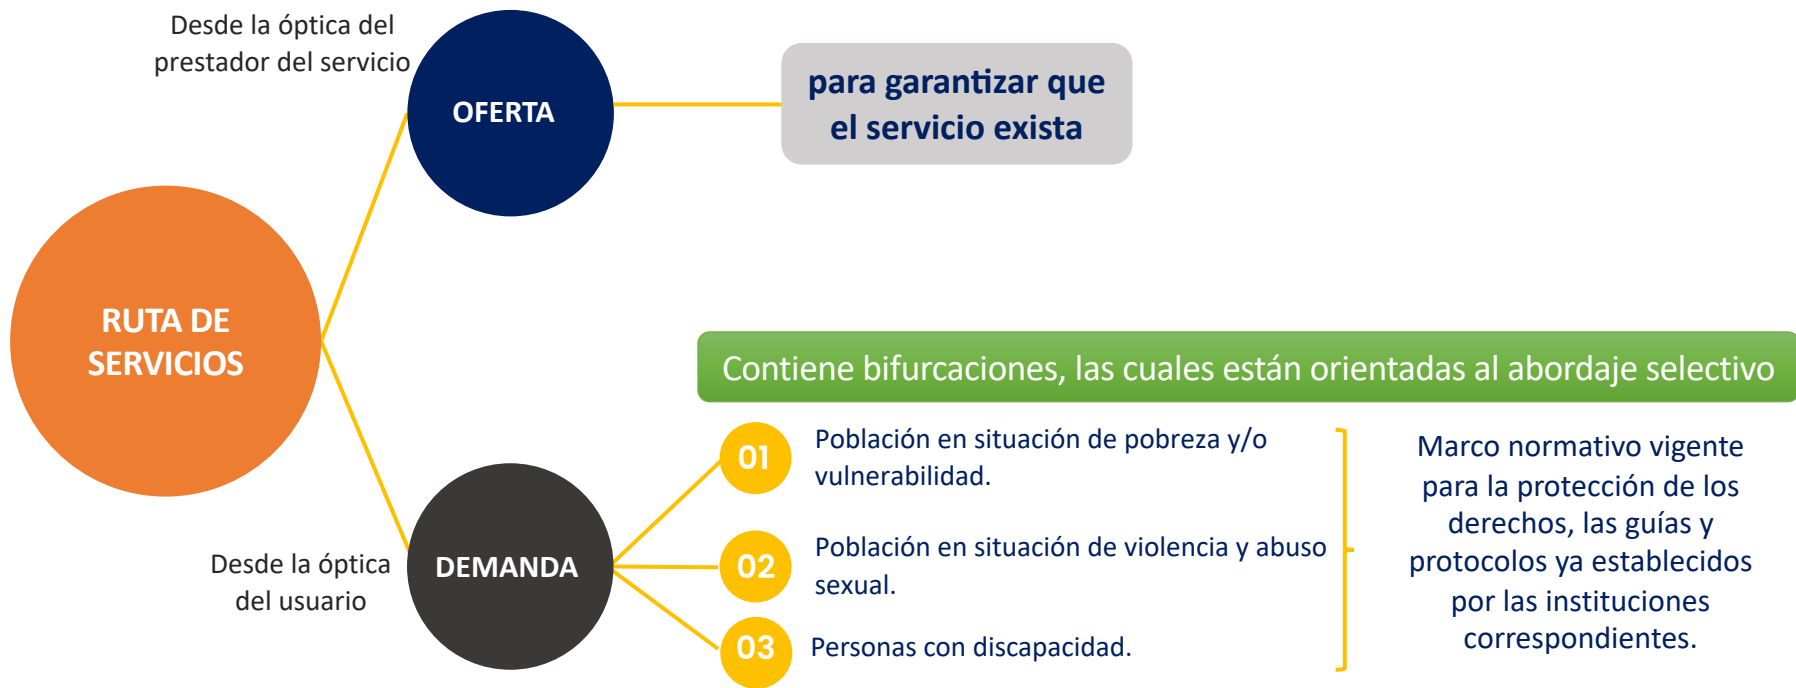 Desde la óptica del
prestador del servicio
OFERTA
para garantizar que
el servicio exista
RUTA DE
SERVICIOS
Contiene bifurcaciones, las cuales están orientadas al abordaje selectivo
Desde la óptica
del usuario
DEMANDA
01
Población en situación de pobreza y/o
vulnerabilidad.
02
Población en situación de violencia y abuso
sexual.
03
Personas con discapacidad.
Marco normativo vigente
para la protección de los
derechos, las guías y
protocolos ya establecidos
por las instituciones
correspondientes.